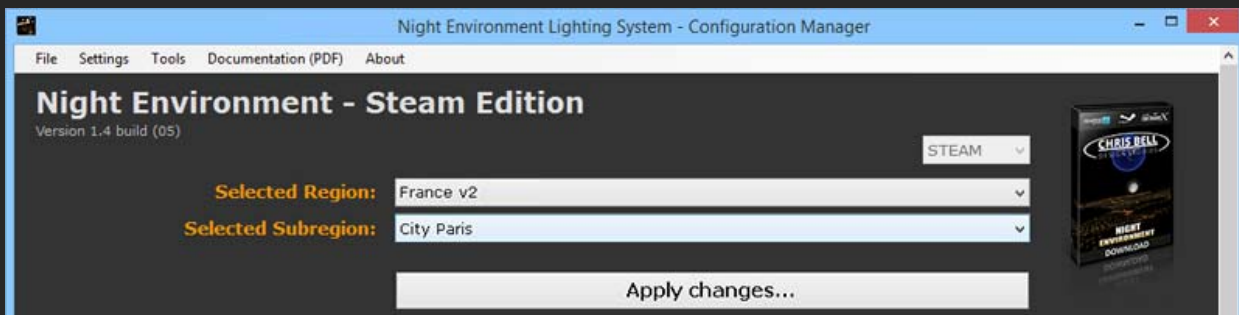 Night Environment Lighting System - Configuration Manager
File Settings Tools Documentation (PDF) About
Night Environment - Steam Edition
Version 1.4 build (05)
STEAM
Selected Region: France v2
Selected Subregion: City Paris
Apply changes...
CHRIS BELL
NIGHT
ENVIRONMENT
DOWNLOAD